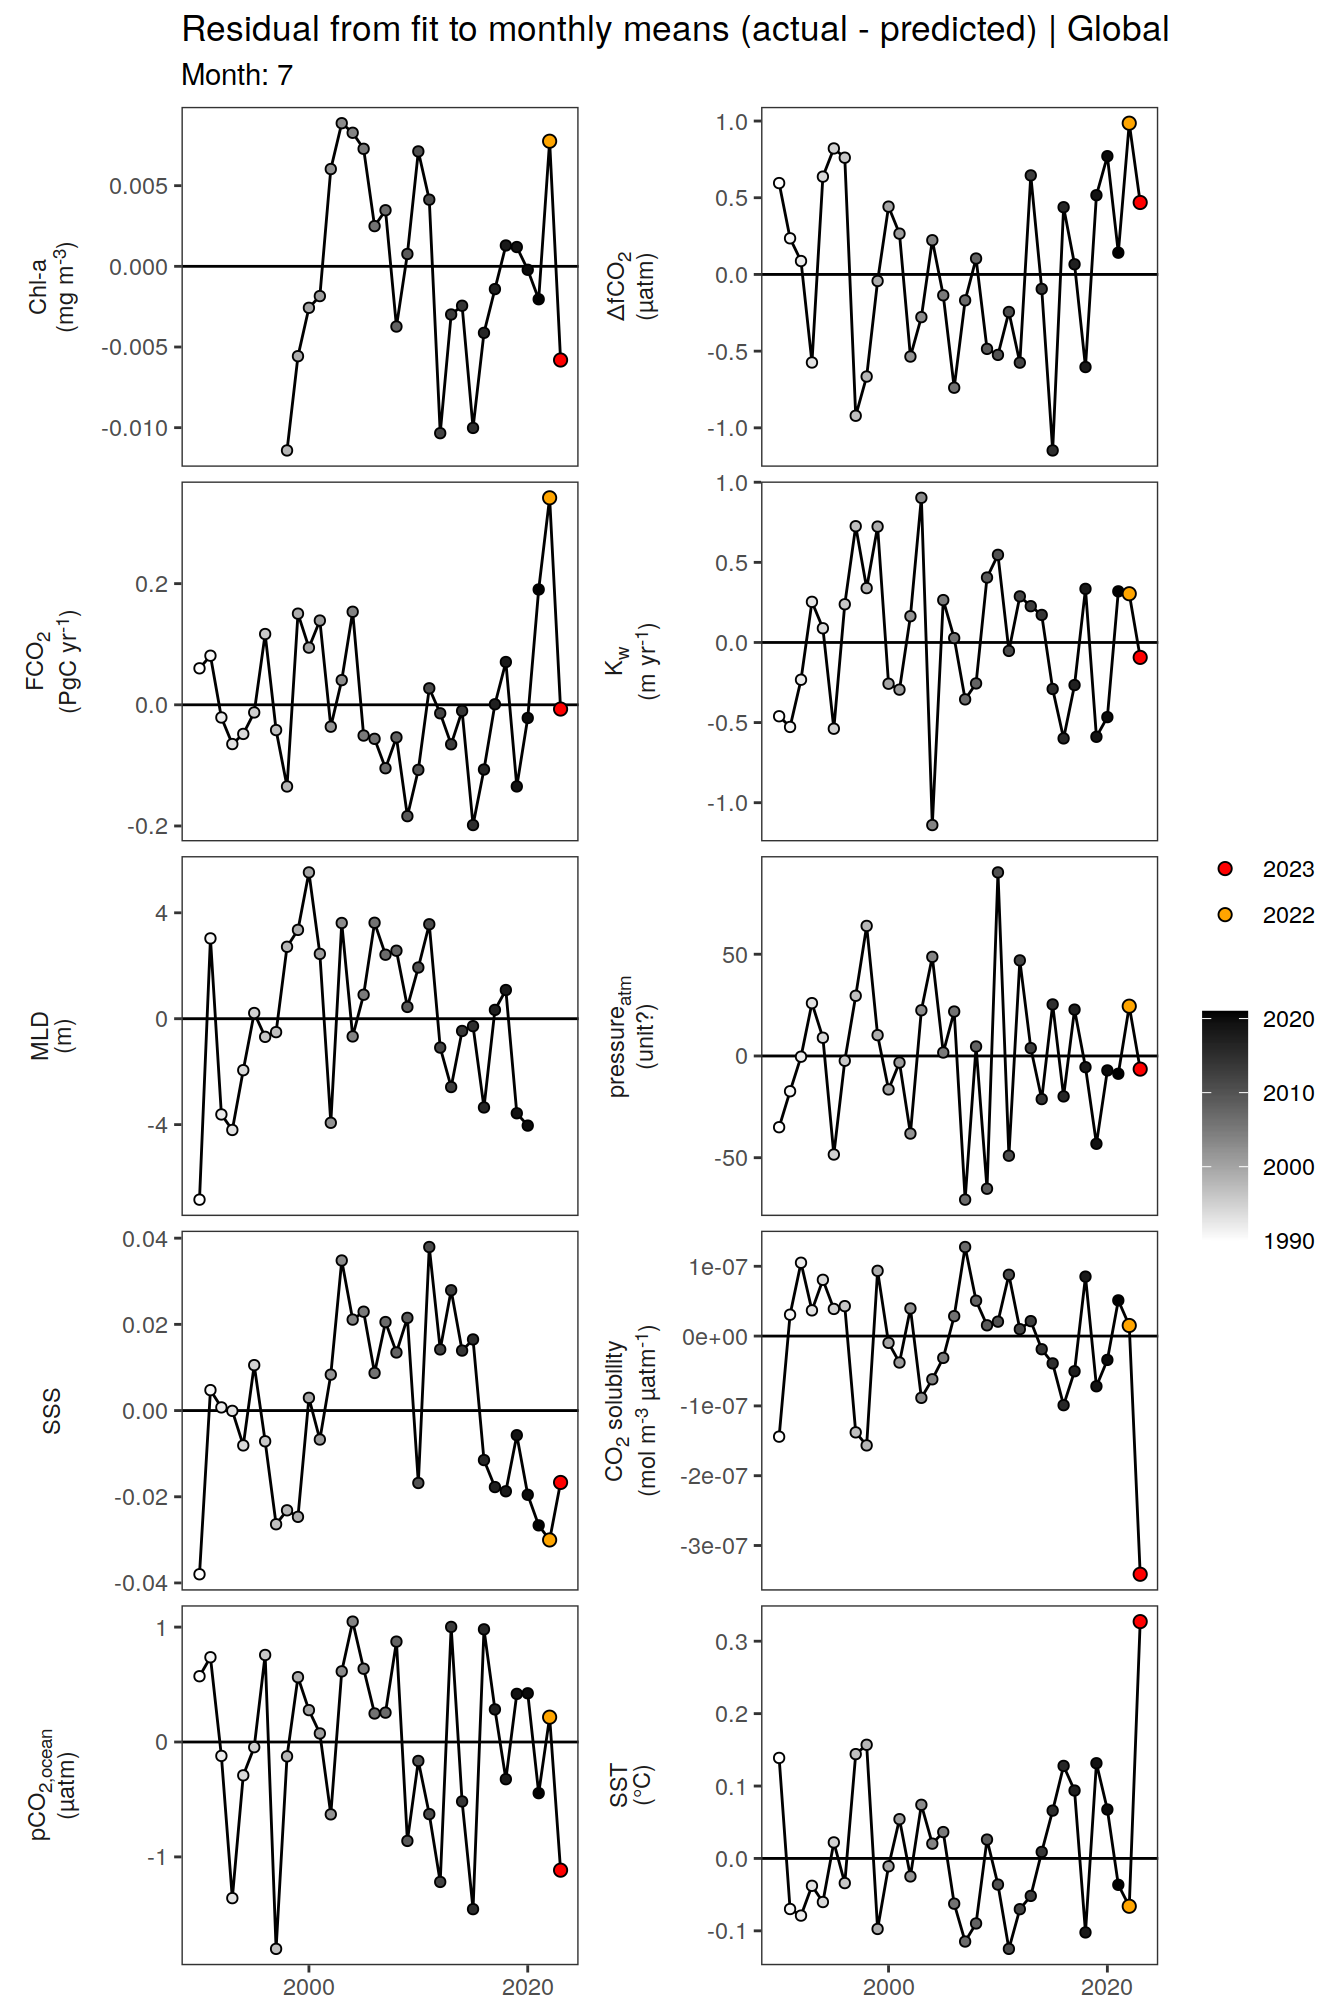 Residual from fit to monthly means (actual - predicted) | Global
Month: 7
Chl-a
(mg m⁻³)
0.005
0.000
-0.005
-0.010
ΔfCO₂
(µatm)
1.0
0.5
0.0
-0.5
-1.0
FCO₂
(PgC yr⁻¹)
0.2
0.0
-0.2
K_w
(m yr⁻¹)
1.0
0.5
0.0
-0.5
-1.0
MLD
(m)
4
0
-4
pressure_atm
(unit?)
50
0
-50
SSS
0.04
0.02
0.00
-0.02
-0.04
CO₂ solubility
(mol m⁻³ µatm⁻¹)
1e-07
0e+00
-1e-07
-2e-07
-3e-07
pCO₂,ocean
(µatm)
1
0
-1
2000
2020
SST
(°C)
0.3
0.2
0.1
0.0
-0.1
2000
2020
2023
2022
2020
2010
2000
1990